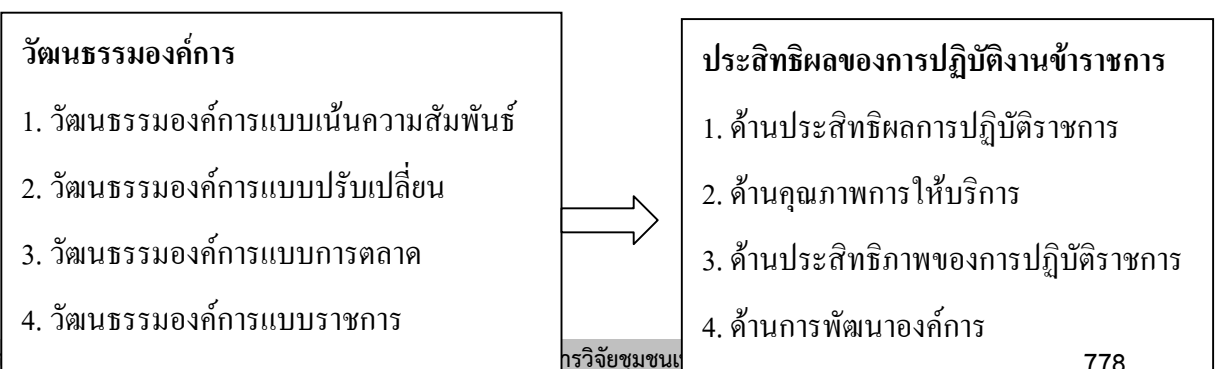 วัฒนธรรมองค์การ
1. วัฒนธรรมองค์การแบบเน้นความสัมพันธ์
2. วัฒนธรรมองค์การแบบปรับเปลี่ยน
3. วัฒนธรรมองค์การแบบการตลาด
4. วัฒนธรรมองค์การแบบราชการ
ประสิทธิผลของการปฏิบัติงานข้าราชการ
1. ด้านประสิทธิผลการปฏิบัติราชการ
2. ด้านคุณภาพการให้บริการ
3. ด้านประสิทธิภาพของการปฏิบัติราชการ
4. ด้านการพัฒนาองค์การ
ารวิจัยชุมชน
778